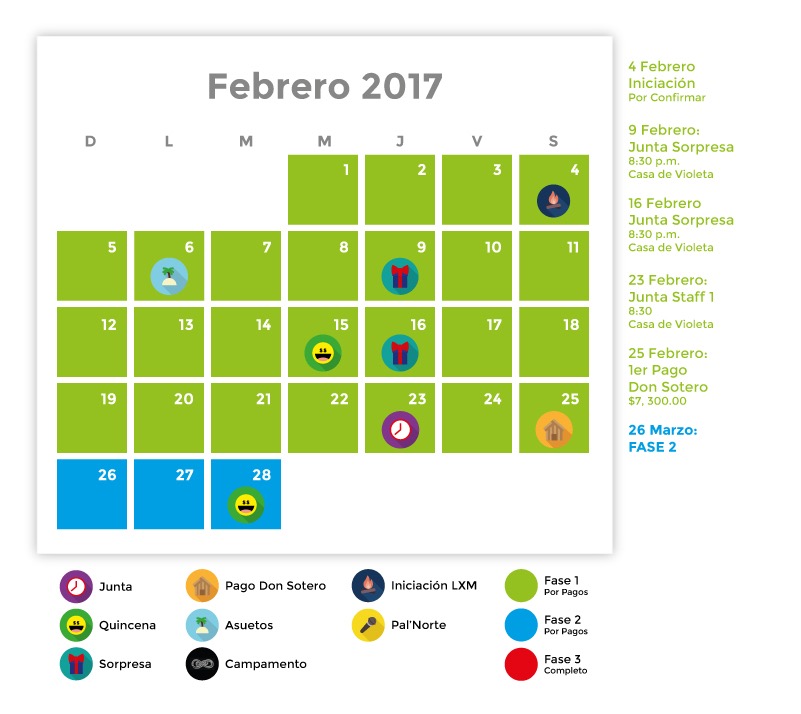 Febrero 2017
D L M M J V S
1 2 3 4
5 6 7 8 9 10 11
12 13 14 15 16 17 18
19 20 21 22 23 24 25
26 27 28
4 Febrero
Iniciación
Por Confirmar
9 Febrero:
Junta Sorpresa
8:30 p.m.
Casa de Violeta
16 Febrero
Junta Sorpresa
8:30 p.m.
Casa de Violeta
23 Febrero:
Junta Staff 1
8:30
Casa de Violeta
25 Febrero:
1er Pago
Don Sotero
$7, 300.00
26 Marzo:
FASE 2
Junta
Quincena
Sorpresa
Pago Don Sotero
Asuetos
Campamento
Iniciación LXM
Pal'Norte
Fase 1
Por Pagos
Fase 2
Por Pagos
Fase 3
Completo